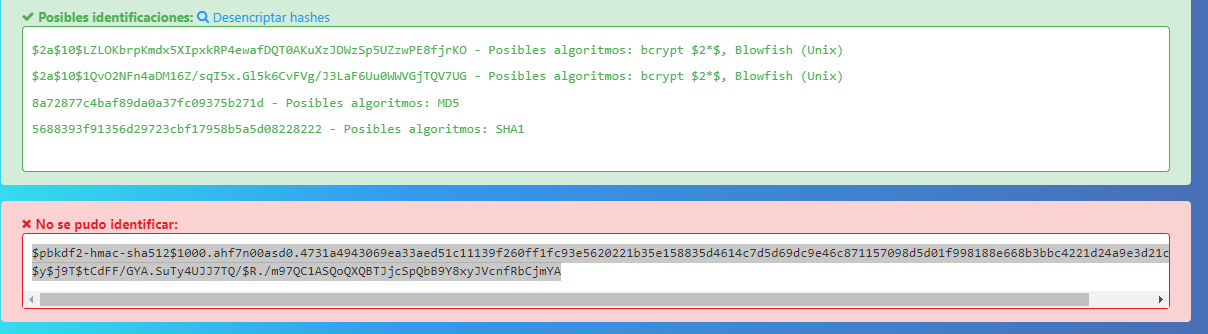 Posibles identificaciones: Desencriptar hashes
$2a$10$LZLOKbrpKmdx5XIpxkRP4ewafDQT0AKuXzJDWzSp5UZzwPE8fjrKO - Posibles algoritmos: bcrypt $2*$, Blowfish (Unix)
$2a$10$1QvO2NFn4aDM16Z/sqI5x.Gl5k6CvFVg/J3LaF6Uu0WWVGjTQV7UG - Posibles algoritmos: bcrypt $2*$, Blowfish (Unix)
8a72877c4baf89da0a37fc09375b271d - Posibles algoritmos: MD5
5688393f91356d29723cbf17958b5a5d08228222 - Posibles algoritmos: SHA1
No se pudo identificar:
$pbkdf2-hmac-sha512$1000.ahf7n00asd0.4731a4943069ea33aed51c11139f260ff1fc93e5620221b35e158835d4614c7d5d69dc9e46c871157098d5d01f998188e668b3bbc4221d24a9e3d21c
$y$j9T$tCdFF/GYA.SuTy4UJJ7TQ/$R./m97QC1ASQoQXQBTJjcSpQbB9Y8xyJVcnfRbCjmYA